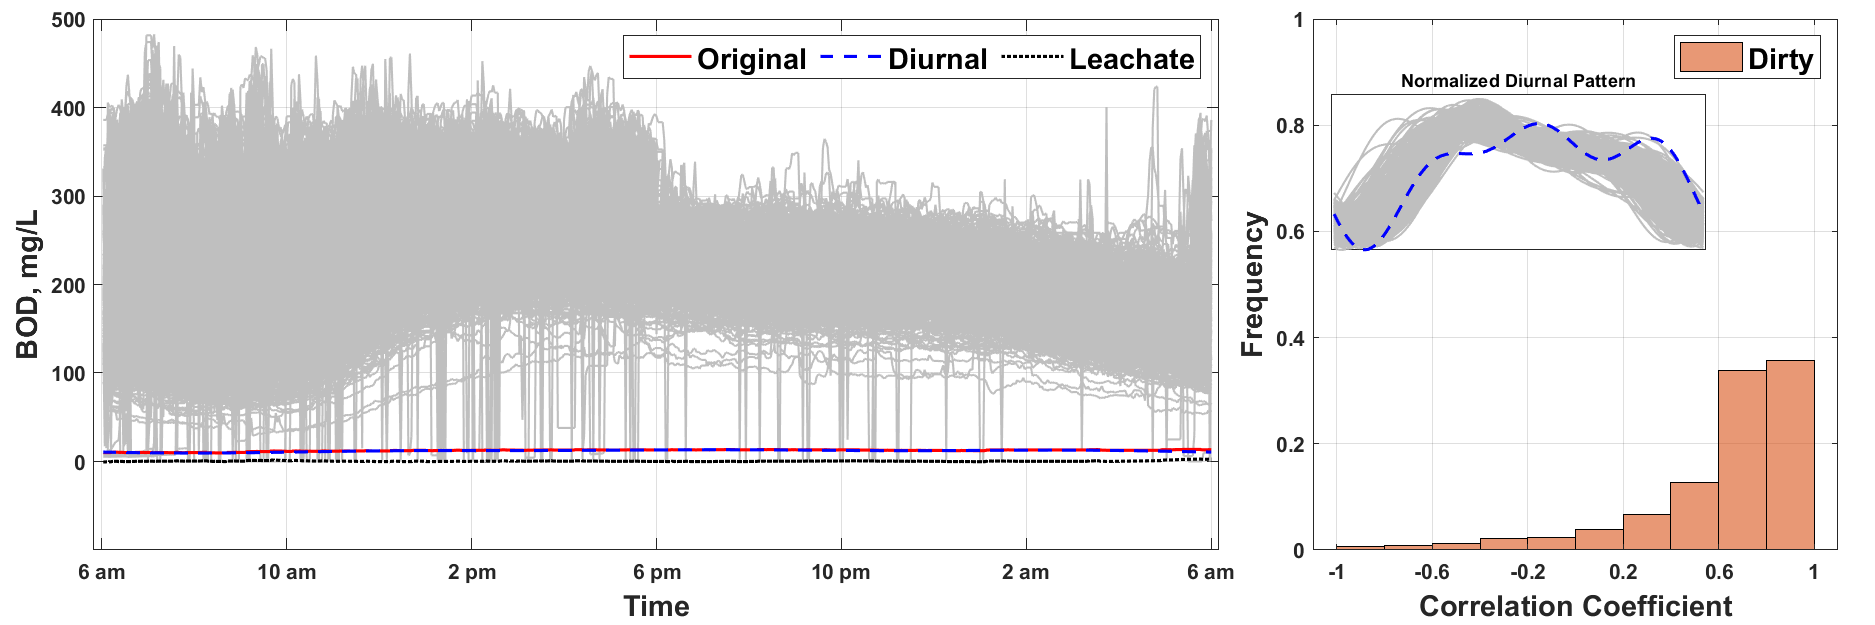 500
400
300
200
100
0
BOD, mg/L
Original Diurnal Leachate
6 am 10 am 2 pm 6 pm 10 pm 2 am 6 am
Time
1
0.8
0.6
0.4
0.2
0
Frequency
Dirty
Normalized Diurnal Pattern
-1 -0.6 -0.2 0.2 0.6 1
Correlation Coefficient